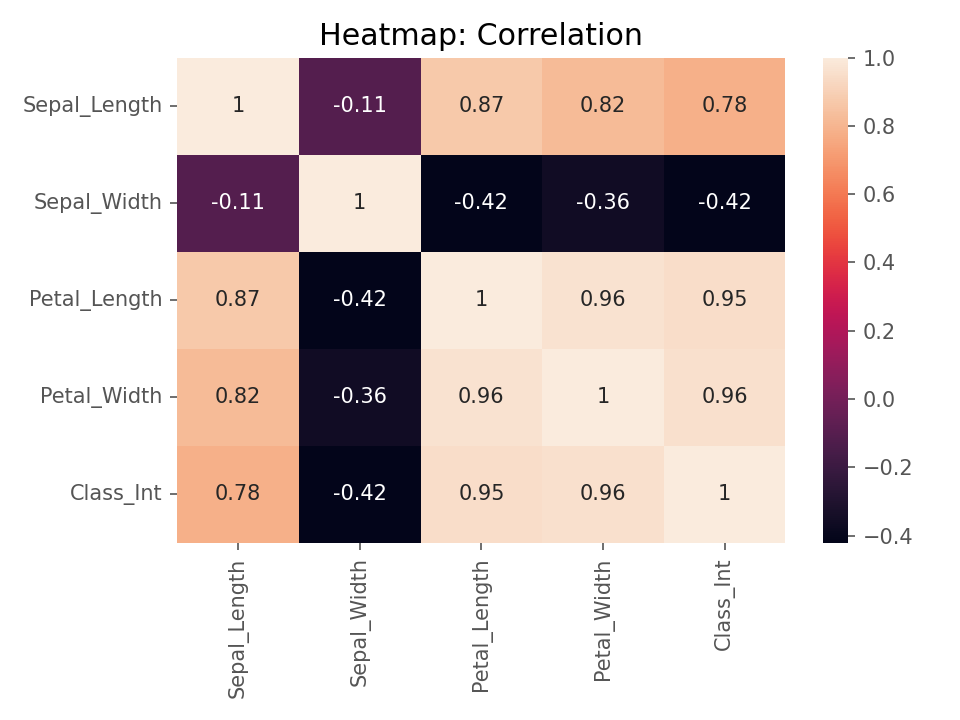 Heatmap: Correlation
Sepal_Length 1 -0.11 0.87 0.82 0.78
Sepal_Width -0.11 1 -0.42 -0.36 -0.42
Petal_Length 0.87 -0.42 1 0.96 0.95
Petal_Width 0.82 -0.36 0.96 1 0.96
Class_Int 0.78 -0.42 0.95 0.96 1
Sepal_Length
Sepal_Width
Petal_Length
Petal_Width
Class_Int
1.0
0.8
0.6
0.4
0.2
0.0
−0.2
−0.4